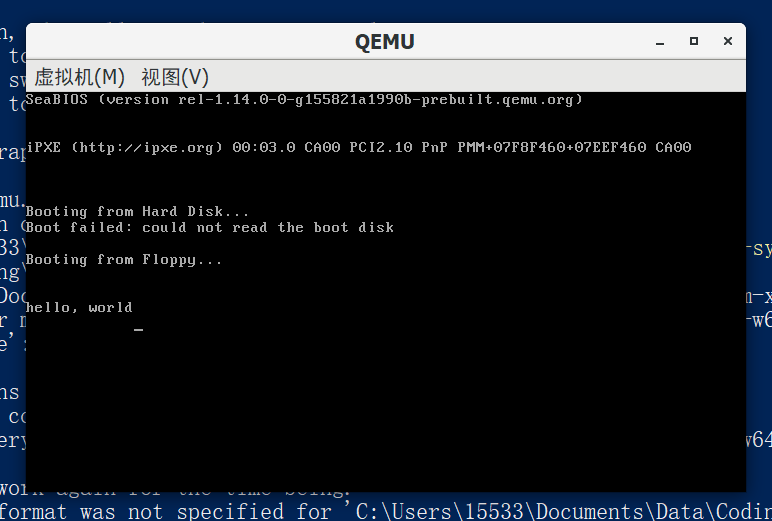 QEMU
虚拟机(M) 视图(V)
SeaBIOS (version rel-1.14.0-0-g155821a1990b-prebuilt.qemu.org)
iPXE (http://ipxe.org) 00:03.0 CA00 PCI2.10 PnP PMM+07F8F460+07EEF460 CA00
Booting from Hard Disk...
Boot failed: could not read the boot disk
Booting from Floppy...
hello, world
work again for the time being.
format was not specified for 'C:\Users\15533\Documents\Data\Codin